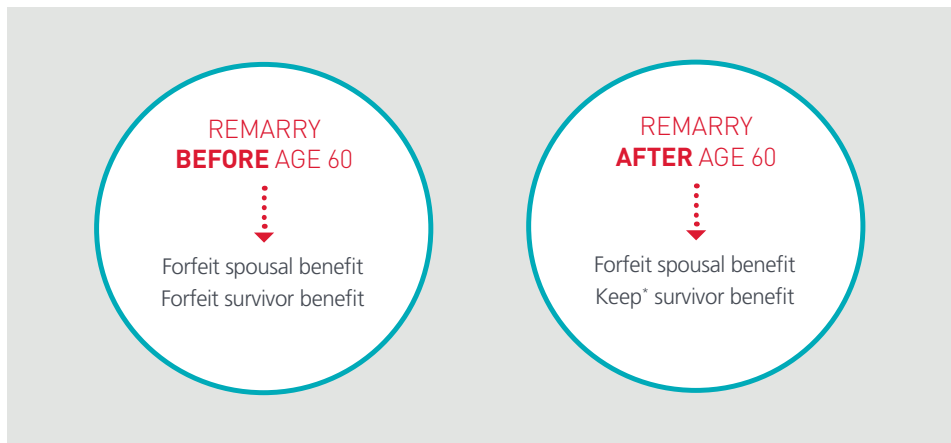 REMARRY
BEFORE AGE 60
Forfeit spousal benefit
Forfeit survivor benefit
REMARRY
AFTER AGE 60
Forfeit spousal benefit
Keep* survivor benefit